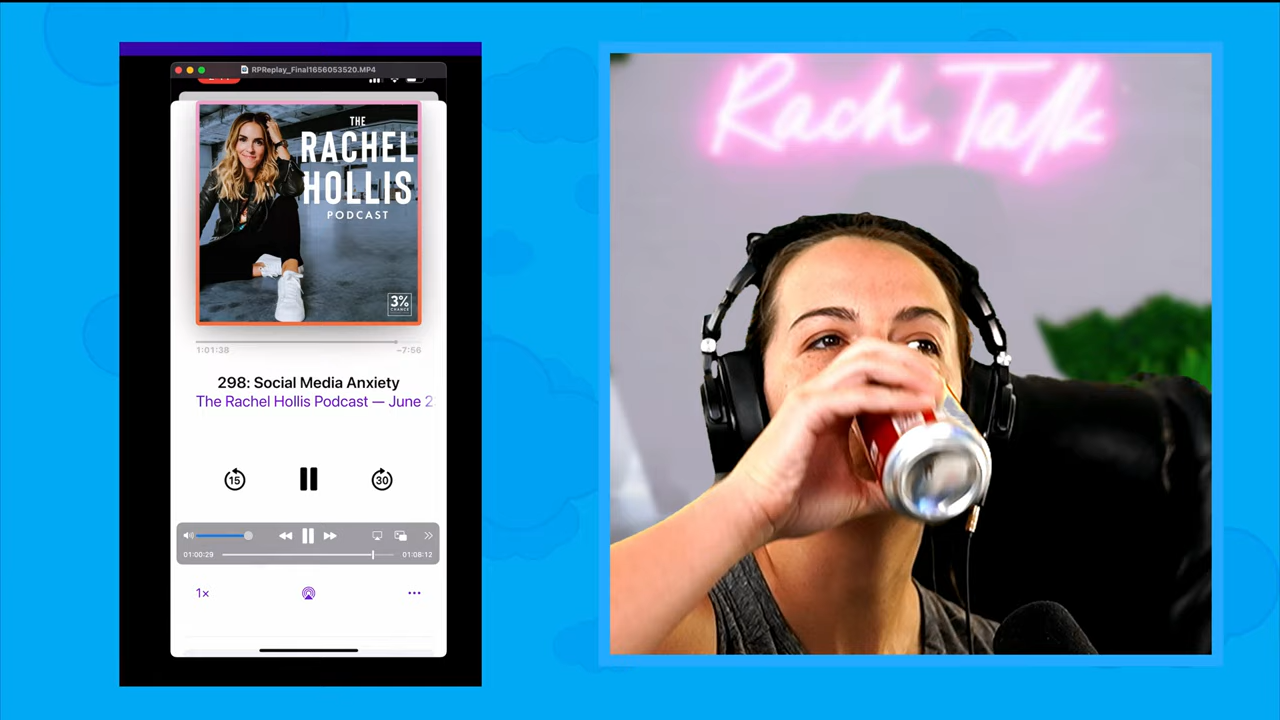 RPReplay_Final1656053520.MP4
THE
RACHEL
HOLLIS
PODCAST
3%
CHANCE
1:01:38
-7:56
298: Social Media Anxiety
The Rachel Hollis Podcast — June 2
15
30
01:00:29
01:08:12
1×
Rach Talk